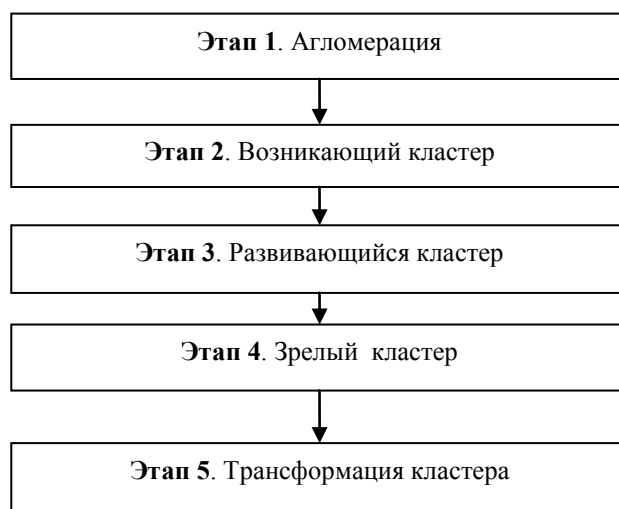 Этап 1. Агломерация
Этап 2. Возникающий кластер
Этап 3. Развивающийся кластер
Этап 4. Зрелый кластер
Этап 5. Трансформация кластера